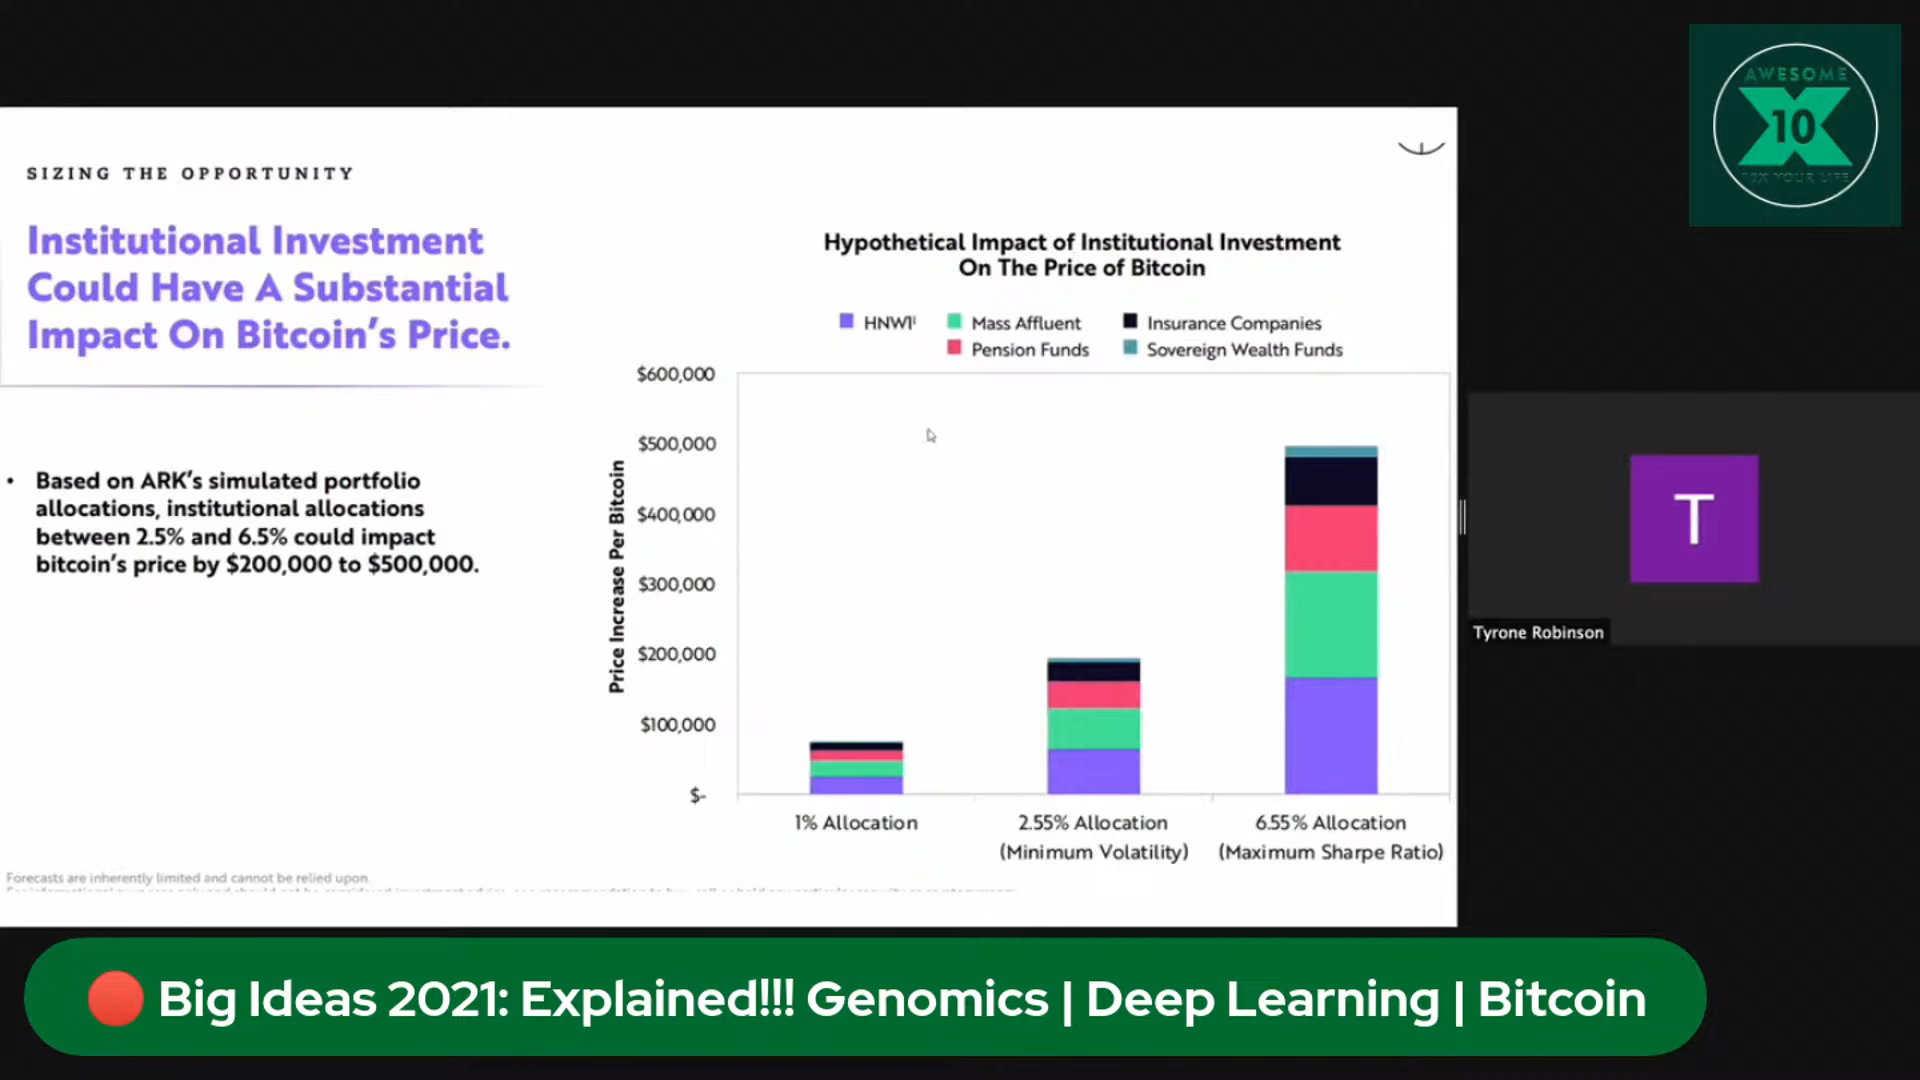 AWESOME
10
10X YOUR LIFE
SIZING THE OPPORTUNITY
Institutional Investment
Could Have A Substantial
Impact On Bitcoin's Price.
• Based on ARK's simulated portfolio
allocations, institutional allocations
between 2.5% and 6.5% could impact
bitcoin's price by $200,000 to $500,000.
Hypothetical Impact of Institutional Investment
On The Price of Bitcoin
HNWI¹ Mass Affluent Insurance Companies
Pension Funds Sovereign Wealth Funds
Price Increase Per Bitcoin
$600,000
$500,000
$400,000
$300,000
$200,000
$100,000
$-
1% Allocation 2.55% Allocation 6.55% Allocation
(Minimum Volatility) (Maximum Sharpe Ratio)
Forecasts are inherently limited and cannot be relied upon.
T
Tyrone Robinson
Big Ideas 2021: Explained!!! Genomics | Deep Learning | Bitcoin